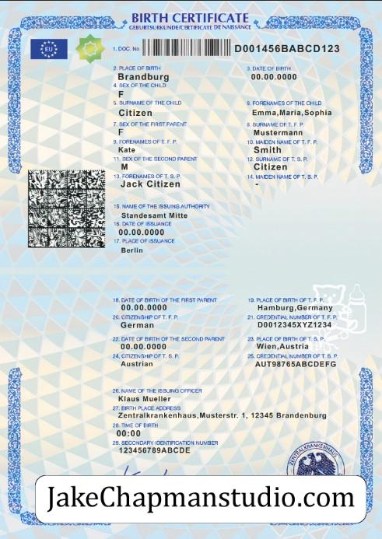 BIRTH CERTIFICATE
GEBURTSURKUNDE/CERTIFICAT DE NAISSANCE
EU
1. DOC. No D001456BABCD123
2. PLACE OF BIRTH 3. DATE OF BIRTH
Brandburg 00.00.0000
4. SEX OF THE CHILD
F
5. SURNAME OF THE CHILD 6. FORENAMES OF THE CHILD
Citizen Emma,Maria,Sophia
7. SEX OF THE FIRST PARENT 8. SURNAME OF T. F. P.
F Mustermann
9. FORENAMES OF T. F. P. 10. MAIDEN NAME OF T. F. P.
Kate Smith
11. SEX OF THE SECOND PARENT 12. SURNAME OF T. S. P.
M Citizen
13. FORENAMES OF T. S. P. 14. MAIDEN NAME OF T. S. P.
Jack Citizen -
15. NAME OF THE ISSUING AUTHORITY
Standesamt Mitte
16. DATE OF ISSUANCE
00.00.0000
17. PLACE OF ISSUANCE
Berlin
18. DATE OF BIRTH OF THE FIRST PARENT 19. PLACE OF BIRTH OF T. F. P.
00.00.0000 Hamburg,Germany
20. CITIZENSHIP OF T. F. P. 21. CREDENTIAL NUMBER OF T. F. P.
German D0012345XYZ1234
22. DATE OF BIRTH OF THE SECOND PARENT 23. PLACE OF BIRTH OF T. S. P.
00.00.0000 Wien,Austria
24. CITIZENSHIP OF T. S. P. 25. CREDENTIAL NUMBER OF T. S. P
Austrian AUT98765ABCDEFG
26. NAME OF THE ISSUING OFFICER
Klaus Mueller
27. BIRTH PLACE ADDRESS
Zentralkrankenhaus,Musterstr. 1, 12345 Brandenburg
28. TIME OF BIRTH
00:00
29. SECONDARY IDENTIFICATION NUMBER
123456789ABCDE
JakeChapmanstudio.com